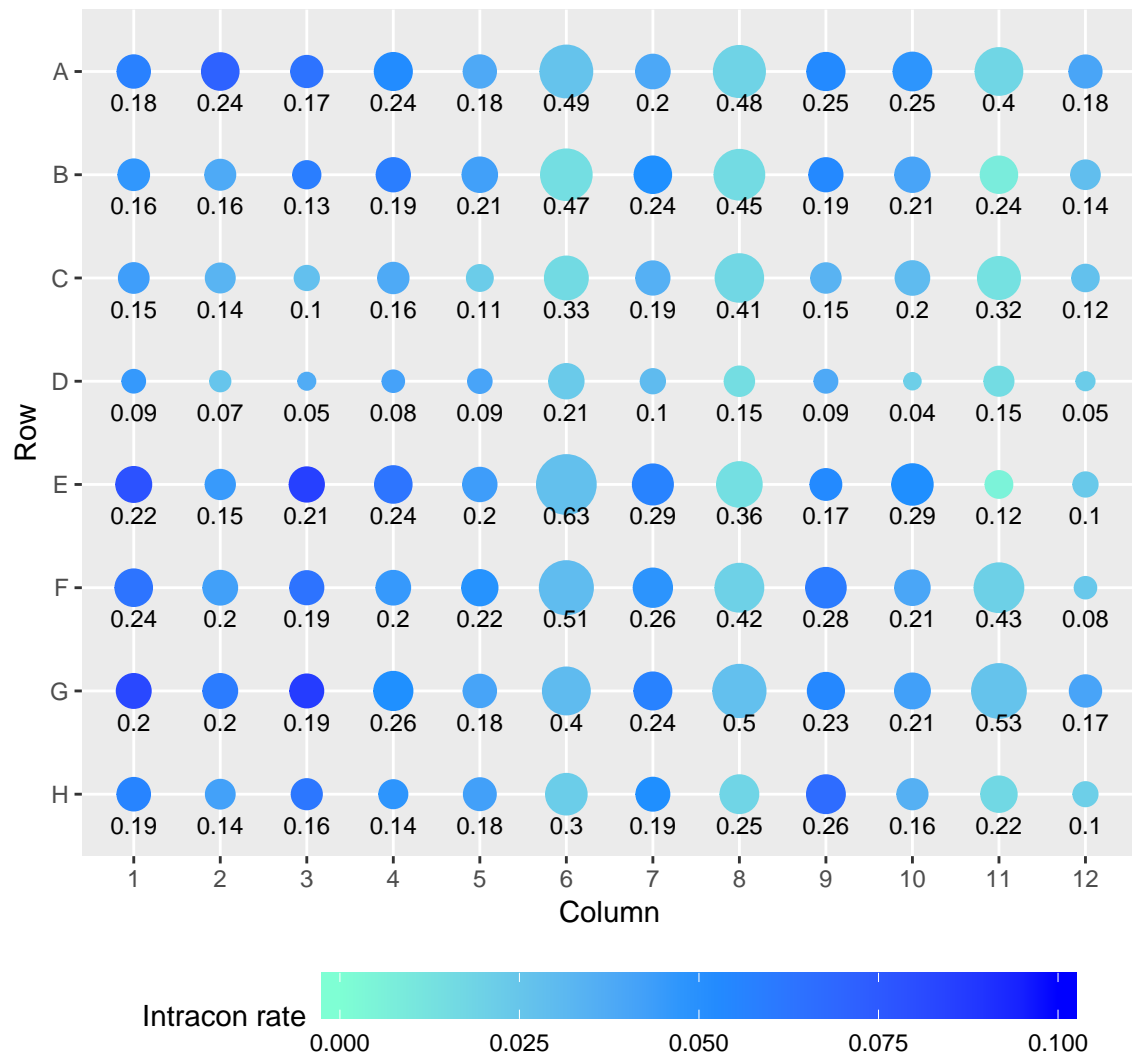 A
0.18 0.24 0.17 0.24 0.18 0.49 0.2 0.48 0.25 0.25 0.4 0.18
B
0.16 0.16 0.13 0.19 0.21 0.47 0.24 0.45 0.19 0.21 0.24 0.14
C
0.15 0.14 0.1 0.16 0.11 0.33 0.19 0.41 0.15 0.2 0.32 0.12
D
0.09 0.07 0.05 0.08 0.09 0.21 0.1 0.15 0.09 0.04 0.15 0.05
Row
E
0.22 0.15 0.21 0.24 0.2 0.63 0.29 0.36 0.17 0.29 0.12 0.1
F
0.24 0.2 0.19 0.2 0.22 0.51 0.26 0.42 0.28 0.21 0.43 0.08
G
0.2 0.2 0.19 0.26 0.18 0.4 0.24 0.5 0.23 0.21 0.53 0.17
H
0.19 0.14 0.16 0.14 0.18 0.3 0.19 0.25 0.26 0.16 0.22 0.1
1 2 3 4 5 6 7 8 9 10 11 12
Column
Intracon rate
0.000 0.025 0.050 0.075 0.100